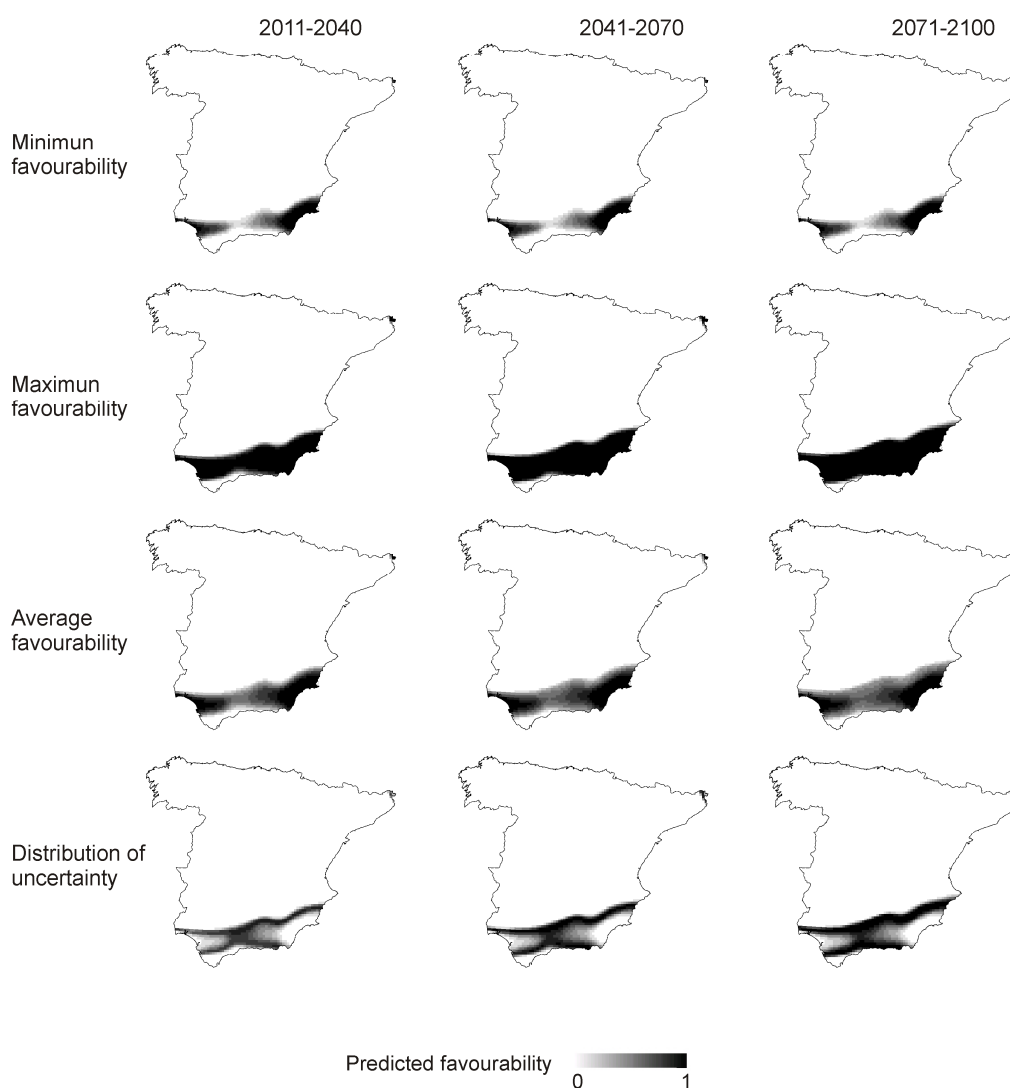 2011-2040 2041-2070 2071-2100
Minimun
favourability
Maximun
favourability
Average
favourability
Distribution of
uncertainty
Predicted favourability
0 1